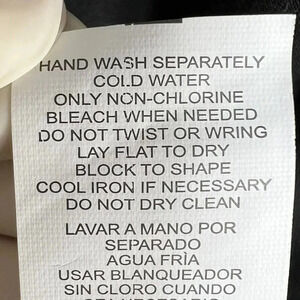 HAND WASH SEPARATELY
COLD WATER
ONLY NON-CHLORINE
BLEACH WHEN NEEDED
DO NOT TWIST OR WRING
LAY FLAT TO DRY
BLOCK TO SHAPE
COOL IRON IF NECESSARY
DO NOT DRY CLEAN
LAVAR A MANO POR
SEPARADO
AGUA FRÌA
USAR BLANQUEADOR
SIN CLORO CUANDO